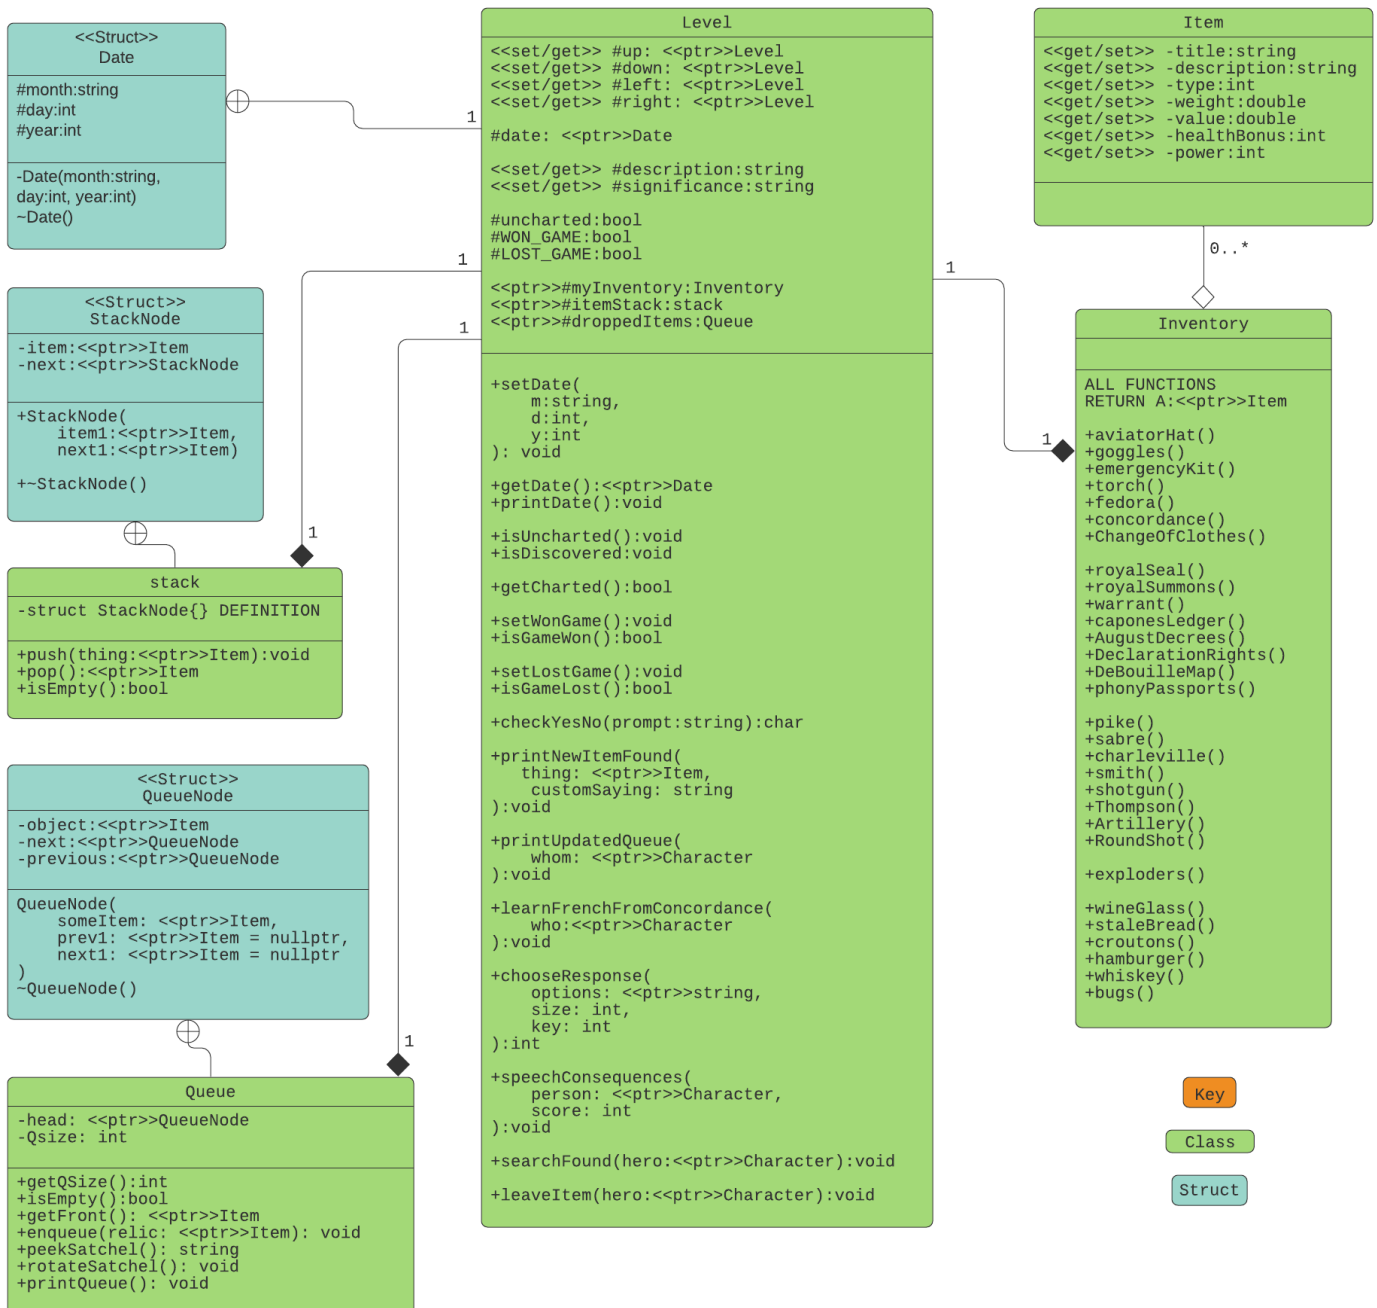 <<Struct>>
Date
#month:string
#day:int
#year:int
-Date(month:string,
day:int, year:int)
~Date()
1
<<Struct>>
StackNode
-item:<<ptr>>Item
-next:<<ptr>>StackNode
+StackNode(
item1:<<ptr>>Item,
next1:<<ptr>>Item)
+~StackNode()
1
1
stack
-struct StackNode{} DEFINITION
+push(thing:<<ptr>>Item):void
+pop():<<ptr>>Item
+isEmpty():bool
<<Struct>>
QueueNode
-object:<<ptr>>Item
-next:<<ptr>>QueueNode
-previous:<<ptr>>QueueNode
QueueNode(
someItem: <<ptr>>Item,
prev1: <<ptr>>Item = nullptr,
next1: <<ptr>>Item = nullptr
)
~QueueNode()
1
1
Queue
-head: <<ptr>>QueueNode
-Qsize: int
+getQSize():int
+isEmpty():bool
+getFront(): <<ptr>>Item
+enqueue(relic: <<ptr>>Item): void
+peekSatchel(): string
+rotateSatchel(): void
+printQueue(): void
Level
<<set/get>> #up: <<ptr>>Level
<<set/get>> #down: <<ptr>>Level
<<set/get>> #left: <<ptr>>Level
<<set/get>> #right: <<ptr>>Level
#date: <<ptr>>Date
<<set/get>> #description:string
<<set/get>> #significance:string
#uncharted:bool
#WON_GAME:bool
#LOST_GAME:bool
<<ptr>>#myInventory:Inventory
<<ptr>>#itemStack:stack
<<ptr>>#droppedItems:Queue
+setDate(
m:string,
d:int,
y:int
): void
+getDate():<<ptr>>Date
+printDate():void
+isUncharted():void
+isDiscovered:void
+getCharted():bool
+setWonGame():void
+isGameWon():bool
+setLostGame():void
+isGameLost():bool
+checkYesNo(prompt:string):char
+printNewItemFound(
thing: <<ptr>>Item,
customSaying: string
):void
+printUpdatedQueue(
whom: <<ptr>>Character
):void
+learnFrenchFromConcordance(
who:<<ptr>>Character
):void
+chooseResponse(
options: <<ptr>>string,
size: int,
key: int
):int
+speechConsequences(
person: <<ptr>>Character,
score: int
):void
+searchFound(hero:<<ptr>>Character):void
+leaveItem(hero:<<ptr>>Character):void
1
1
Item
<<get/set>> -title:string
<<get/set>> -description:string
<<get/set>> -type:int
<<get/set>> -weight:double
<<get/set>> -value:double
<<get/set>> -healthBonus:int
<<get/set>> -power:int
0..*
Inventory
ALL FUNCTIONS
RETURN A:<<ptr>>Item
+aviatorHat()
+goggles()
+emergencyKit()
+torch()
+fedora()
+concordance()
+ChangeOfClothes()
+royalSeal()
+royalSummons()
+warrant()
+caponesLedger()
+AugustDecrees()
+DeclarationRights()
+DeBouilleMap()
+phonyPassports()
+pike()
+sabre()
+charleville()
+smith()
+shotgun()
+Thompson()
+Artillery()
+RoundShot()
+exploders()
+wineGlass()
+staleBread()
+croutons()
+hamburger()
+whiskey()
+bugs()
Key
Class
Struct